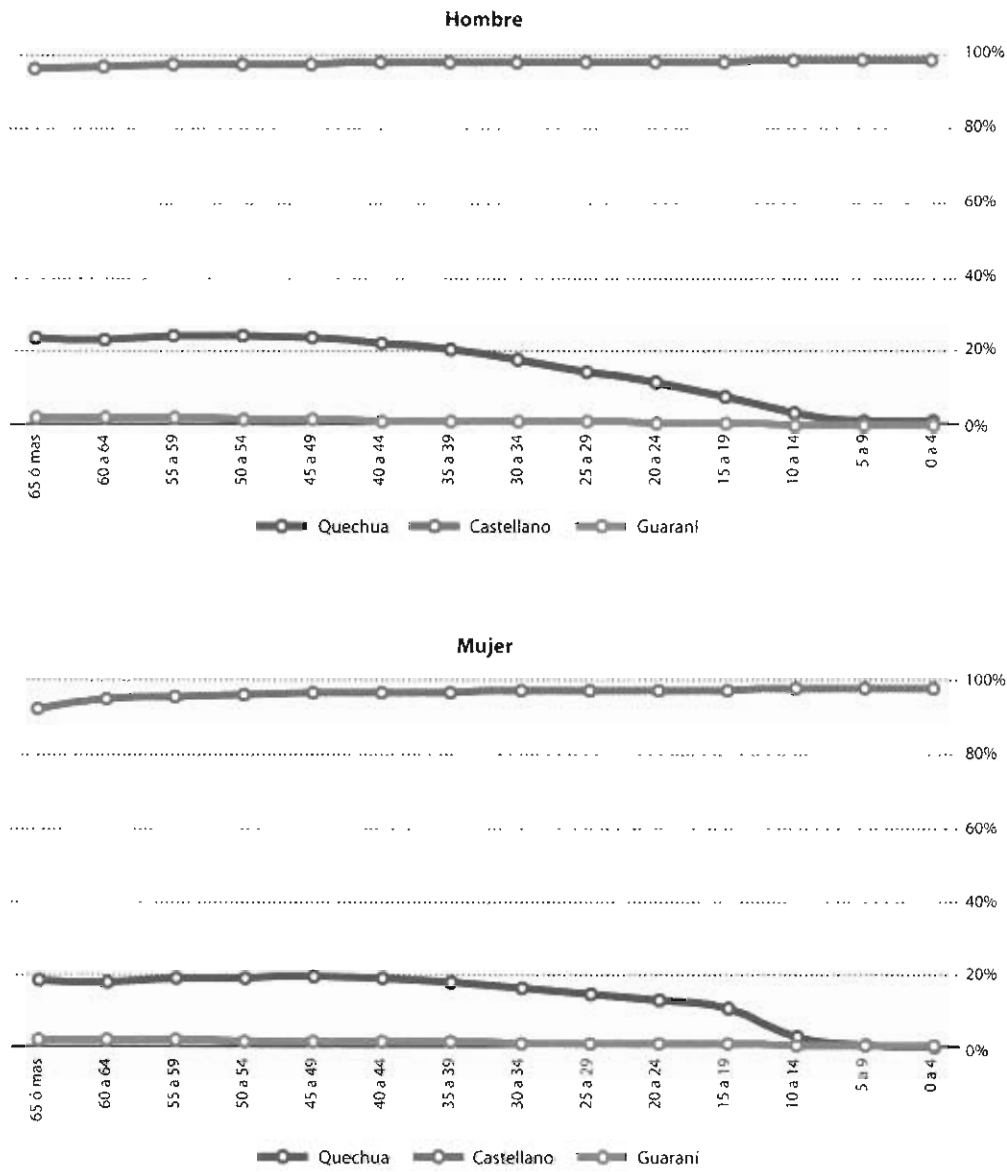 Hombre
100%
80%
60%
40%
20%
0%
65 ó mas
60 a 64
55 a 59
50 a 54
45 a 49
40 a 44
35 a 39
30 a 34
25 a 29
20 a 24
15 a 19
10 a 14
5 a 9
0 a 4
Quechua Castellano Guaraní
Mujer
100%
80%
60%
40%
20%
0%
65 ó mas
60 a 64
55 a 59
50 a 54
45 a 49
40 a 44
35 a 39
30 a 34
25 a 29
20 a 24
15 a 19
10 a 14
5 a 9
0 a 4
Quechua Castellano Guaraní